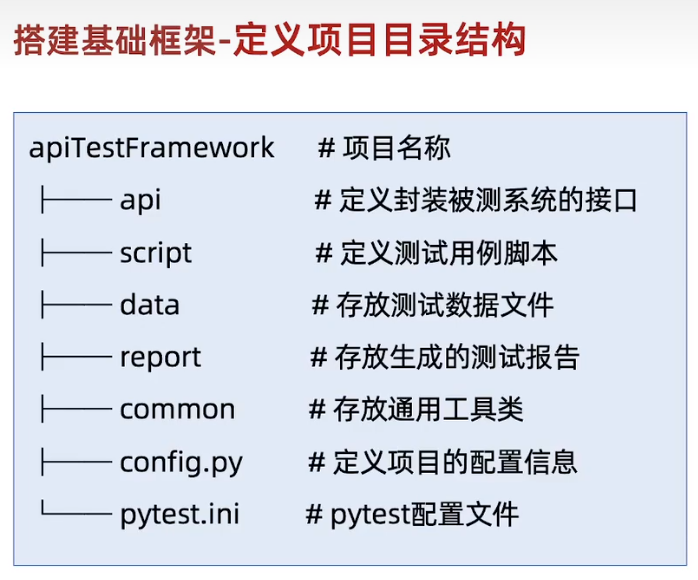 搭建基础框架-定义项目目录结构
apiTestFramework # 项目名称
├── api # 定义封装被测系统的接口
├── script # 定义测试用例脚本
├── data # 存放测试数据文件
├── report # 存放生成的测试报告
├── common # 存放通用工具类
├── config.py # 定义项目的配置信息
└── pytest.ini # pytest配置文件